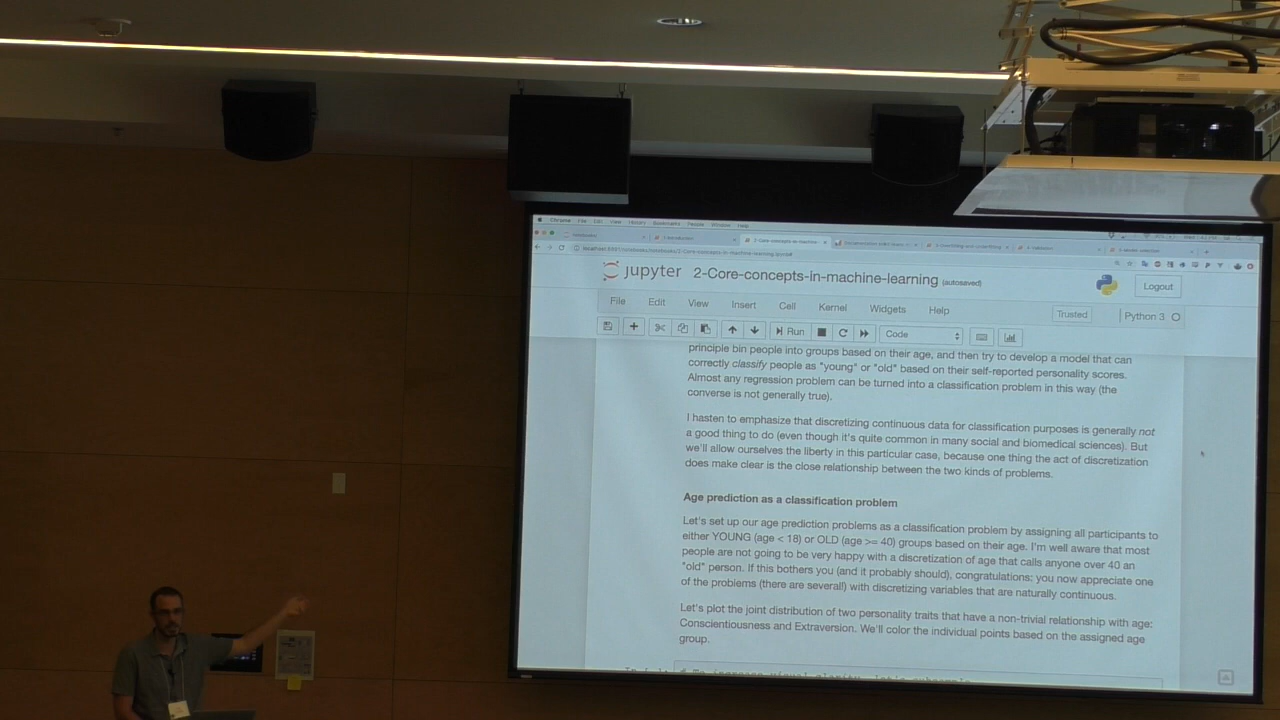 Chrome File Edit View History Bookmarks People Window Help
jupyter 2-Core-concepts-in-machine-learning (autosaved)
Logout
File Edit View Insert Cell Kernel Widgets Help
Trusted Python 3
Run Code
principle bin people into groups based on their age, and then try to develop a model that can
correctly classify people as "young" or "old" based on their self-reported personality scores.
Almost any regression problem can be turned into a classification problem in this way (the
converse is not generally true).
I hasten to emphasize that discretizing continuous data for classification purposes is generally not
a good thing to do (even though it's quite common in many social and biomedical sciences). But
we'll allow ourselves the liberty in this particular case, because one thing the act of discretization
does make clear is the close relationship between the two kinds of problems.
Age prediction as a classification problem
Let's set up our age prediction problems as a classification problem by assigning all participants to
either YOUNG (age < 18) or OLD (age >= 40) groups based on their age. I'm well aware that most
people are not going to be very happy with a discretization of age that calls anyone over 40 an
"old" person. If this bothers you (and it probably should), congratulations: you now appreciate one
of the problems (there are several!) with discretizing variables that are naturally continuous.
Let's plot the joint distribution of two personality traits that have a non-trivial relationship with age:
Conscientiousness and Extraversion. We'll color the individual points based on the assigned age
group.